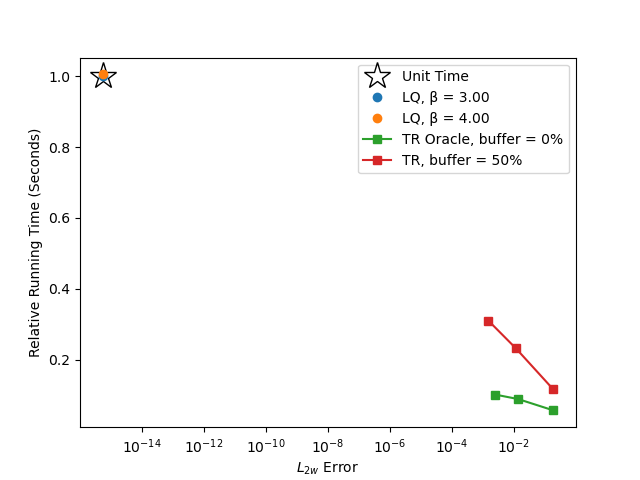 Relative Running Time (Seconds)
1.0
0.8
0.6
0.4
0.2
Unit Time
LQ, β = 3.00
LQ, β = 4.00
TR Oracle, buffer = 0%
TR, buffer = 50%
10⁻¹⁴ 10⁻¹² 10⁻¹⁰ 10⁻⁸ 10⁻⁶ 10⁻⁴ 10⁻²
L₂w Error